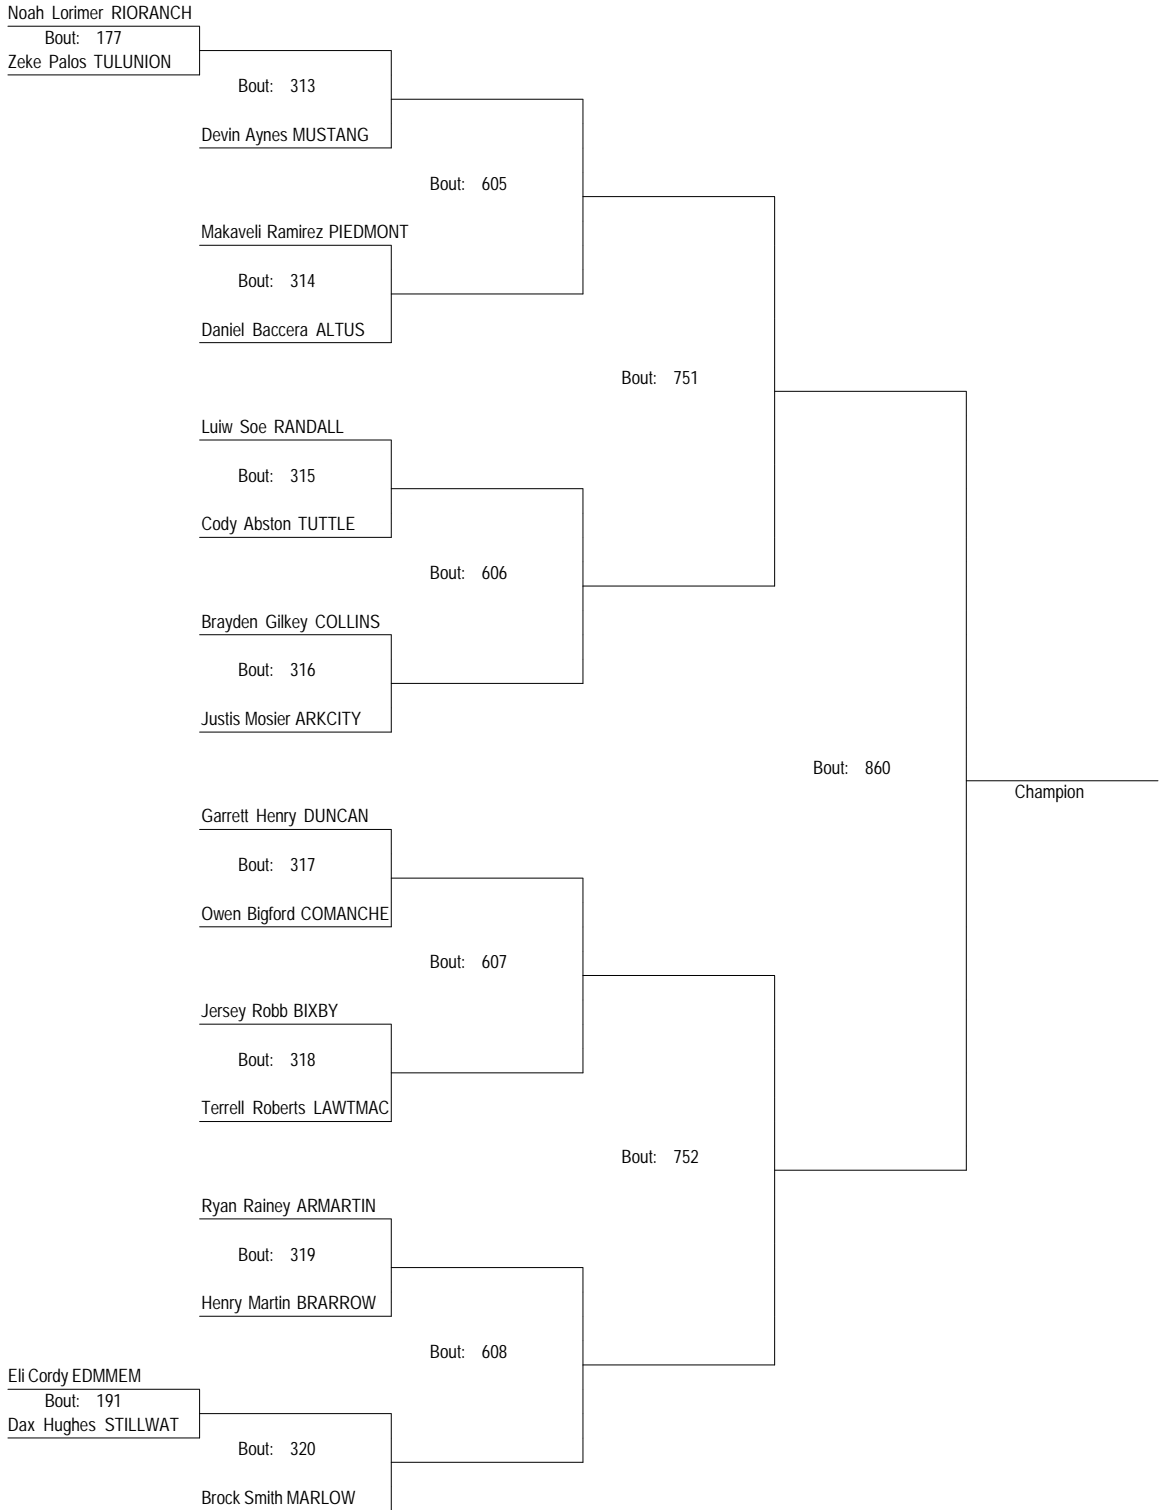 Noah Lorimer RIORANCH
Bout: 177
Zeke Palos TULUNION
Bout: 313
Devin Aynes MUSTANG
Bout: 605
Makaveli Ramirez PIEDMONT
Bout: 314
Daniel Baccera ALTUS
Bout: 751
Luiw Soe RANDALL
Bout: 315
Cody Abston TUTTLE
Bout: 606
Brayden Gilkey COLLINS
Bout: 316
Justis Mosier ARKCITY
Bout: 860
Champion
Garrett Henry DUNCAN
Bout: 317
Owen Bigford COMANCHE
Bout: 607
Jersey Robb BIXBY
Bout: 318
Terrell Roberts LAWTMAC
Bout: 752
Ryan Rainey ARMARTIN
Bout: 319
Henry Martin BRARROW
Bout: 608
Eli Cordy EDMMEM
Bout: 191
Dax Hughes STILLWAT
Bout: 320
Brock Smith MARLOW